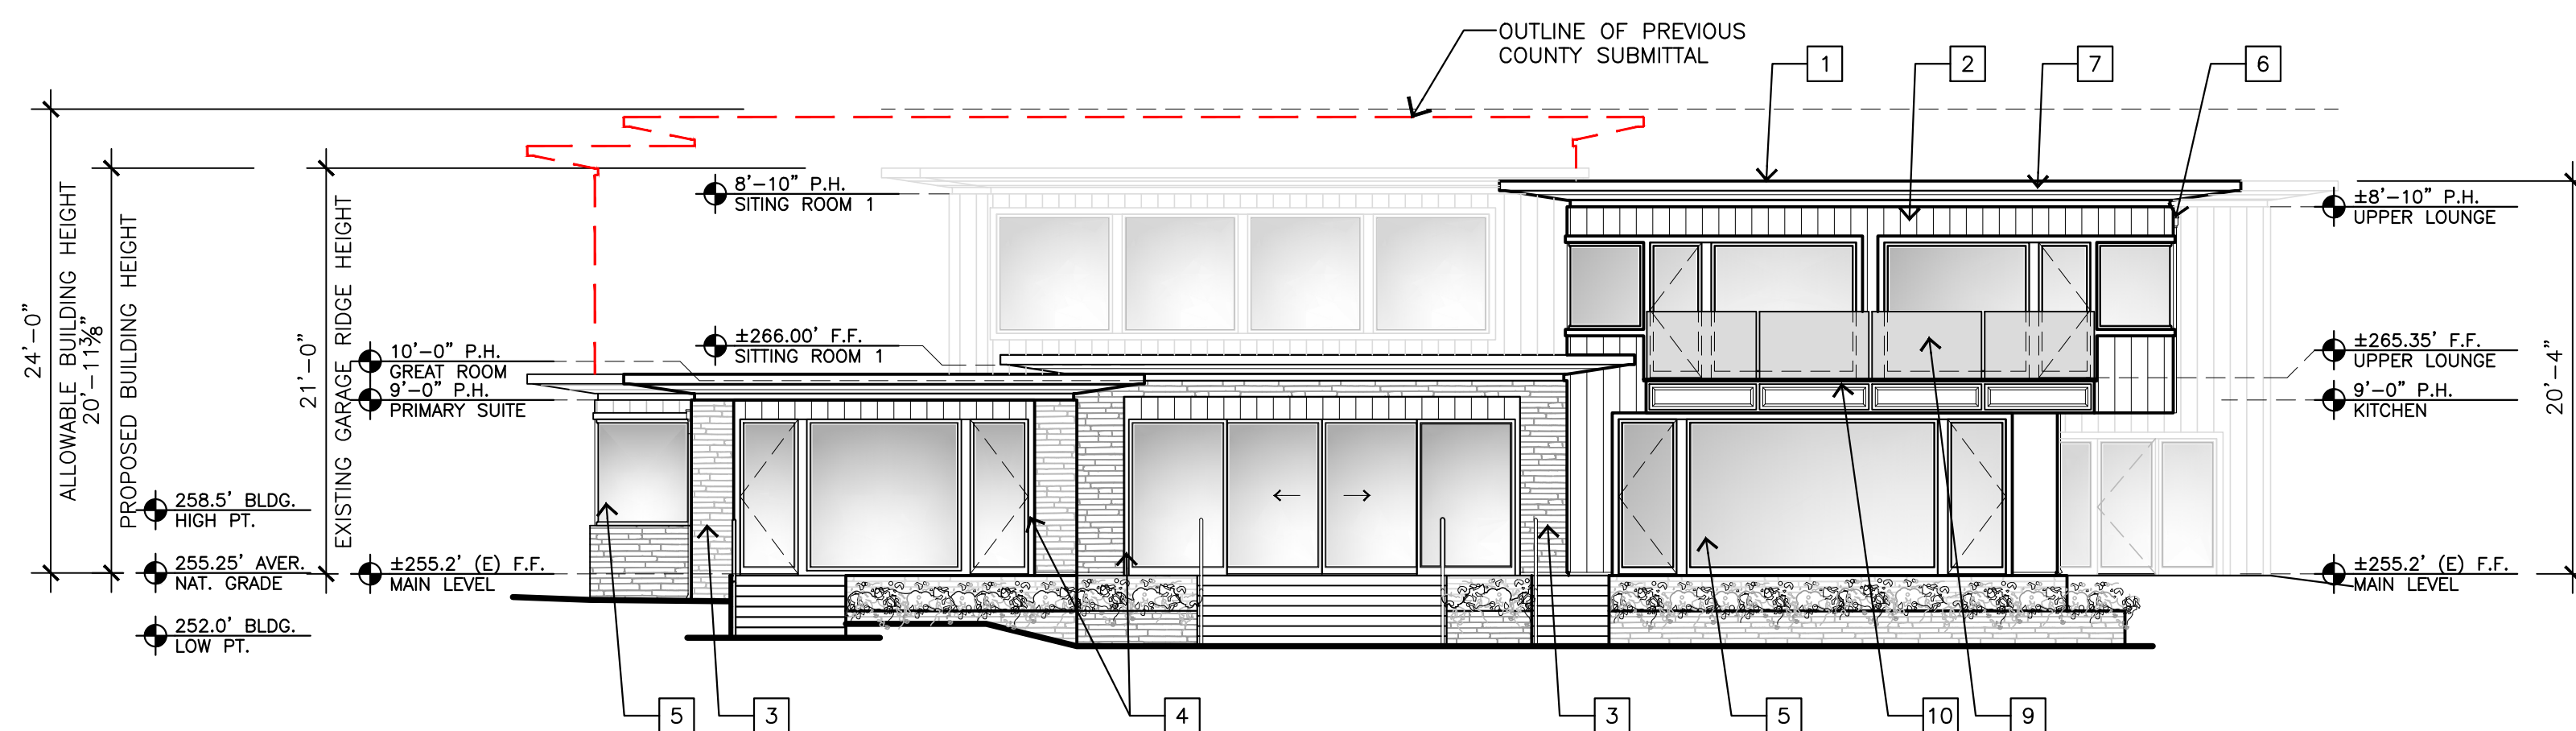 OUTLINE OF PREVIOUS
COUNTY SUBMITTAL
1
2
7
6
24'-0"
ALLOWABLE BUILDING HEIGHT
20'-11⅜"
PROPOSED BUILDING HEIGHT
21'-0"
EXISTING GARAGE RIDGE HEIGHT
8'-10" P.H.
SITING ROOM 1
±266.00' F.F.
SITTING ROOM 1
10'-0" P.H.
GREAT ROOM
9'-0" P.H.
PRIMARY SUITE
258.5' BLDG.
HIGH PT.
255.25' AVER.
NAT. GRADE
252.0' BLDG.
LOW PT.
±255.2' (E) F.F.
MAIN LEVEL
±8'-10" P.H.
UPPER LOUNGE
±265.35' F.F.
UPPER LOUNGE
9'-0" P.H.
KITCHEN
±255.2' (E) F.F.
MAIN LEVEL
20'-4"
5
3
4
3
5
10
9